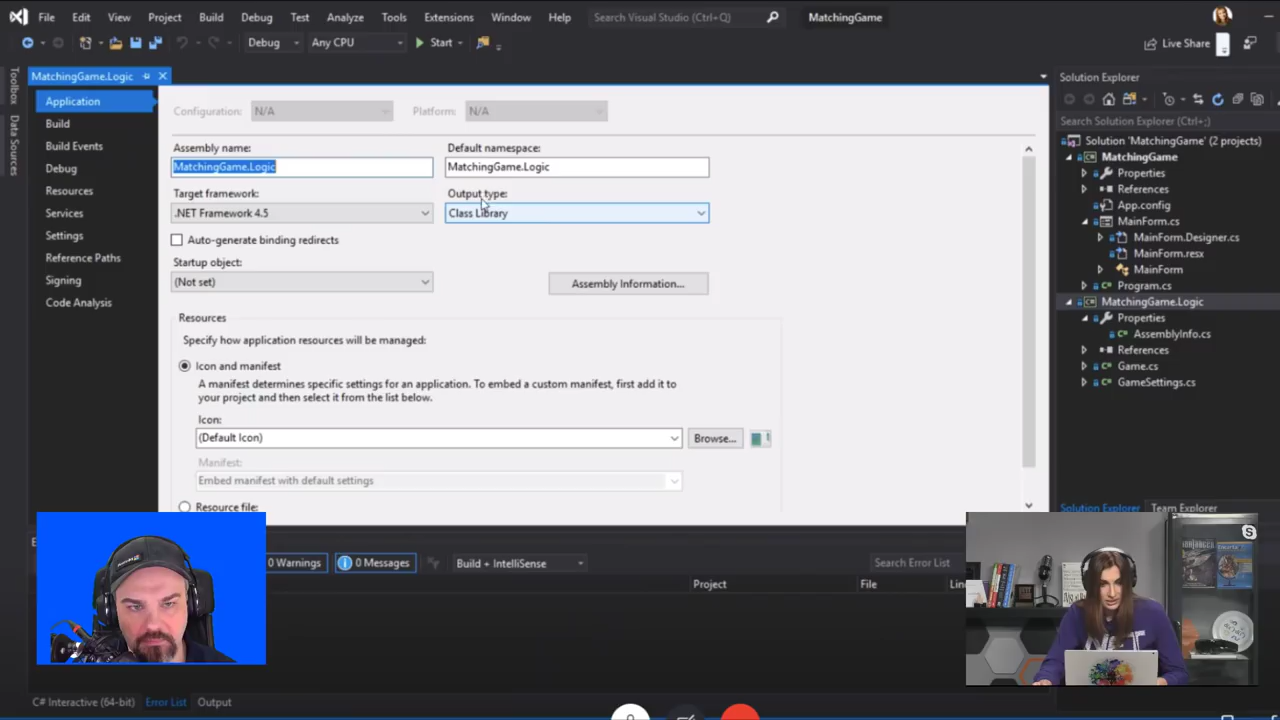 File Edit View Project Build Debug Test Analyze Tools Extensions Window Help Search Visual Studio (Ctrl+Q) MatchingGame
Debug Any CPU Start Live Share
Toolbox
Data Sources
MatchingGame.Logic
Application
Build
Build Events
Debug
Resources
Services
Settings
Reference Paths
Signing
Code Analysis
Configuration: N/A Platform: N/A
Assembly name: Default namespace:
MatchingGame.Logic MatchingGame.Logic
Target framework: Output type:
.NET Framework 4.5 Class Library
Auto-generate binding redirects
Startup object:
(Not set) Assembly Information...
Resources
Specify how application resources will be managed:
Icon and manifest
A manifest determines specific settings for an application. To embed a custom manifest, first add it to
your project and then select it from the list below.
Icon:
(Default Icon) Browse...
Manifest:
Embed manifest with default settings
Resource file:
Solution Explorer
Search Solution Explorer (Ctrl+;)
Solution 'MatchingGame' (2 projects)
MatchingGame
Properties
References
App.config
MainForm.cs
MainForm.Designer.cs
MainForm.resx
MainForm
Program.cs
MatchingGame.Logic
Properties
AssemblyInfo.cs
References
Game.cs
GameSettings.cs
Solution Explorer Team Explorer
0 Warnings 0 Messages Build + IntelliSense Search Error List
Project File
C# Interactive (64-bit) Error List Output